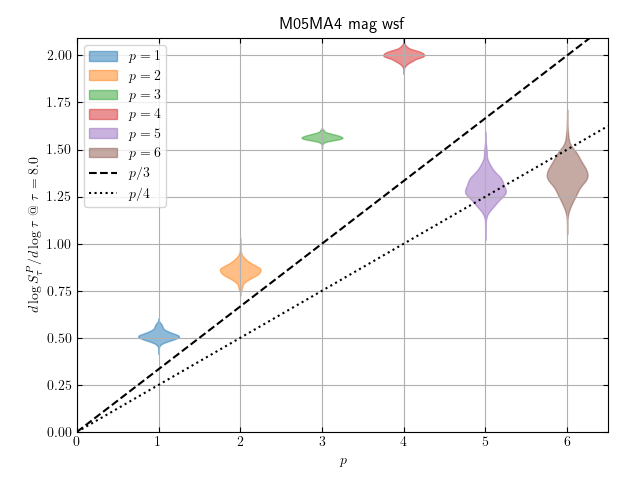 M05MA4 mag wsf
d log S_τ^P / d log τ @ τ = 8.0
2.00
1.75
1.50
1.25
1.00
0.75
0.50
0.25
0.00
p = 1
p = 2
p = 3
p = 4
p = 5
p = 6
p/3
p/4
0 1 2 3 4 5 6
p